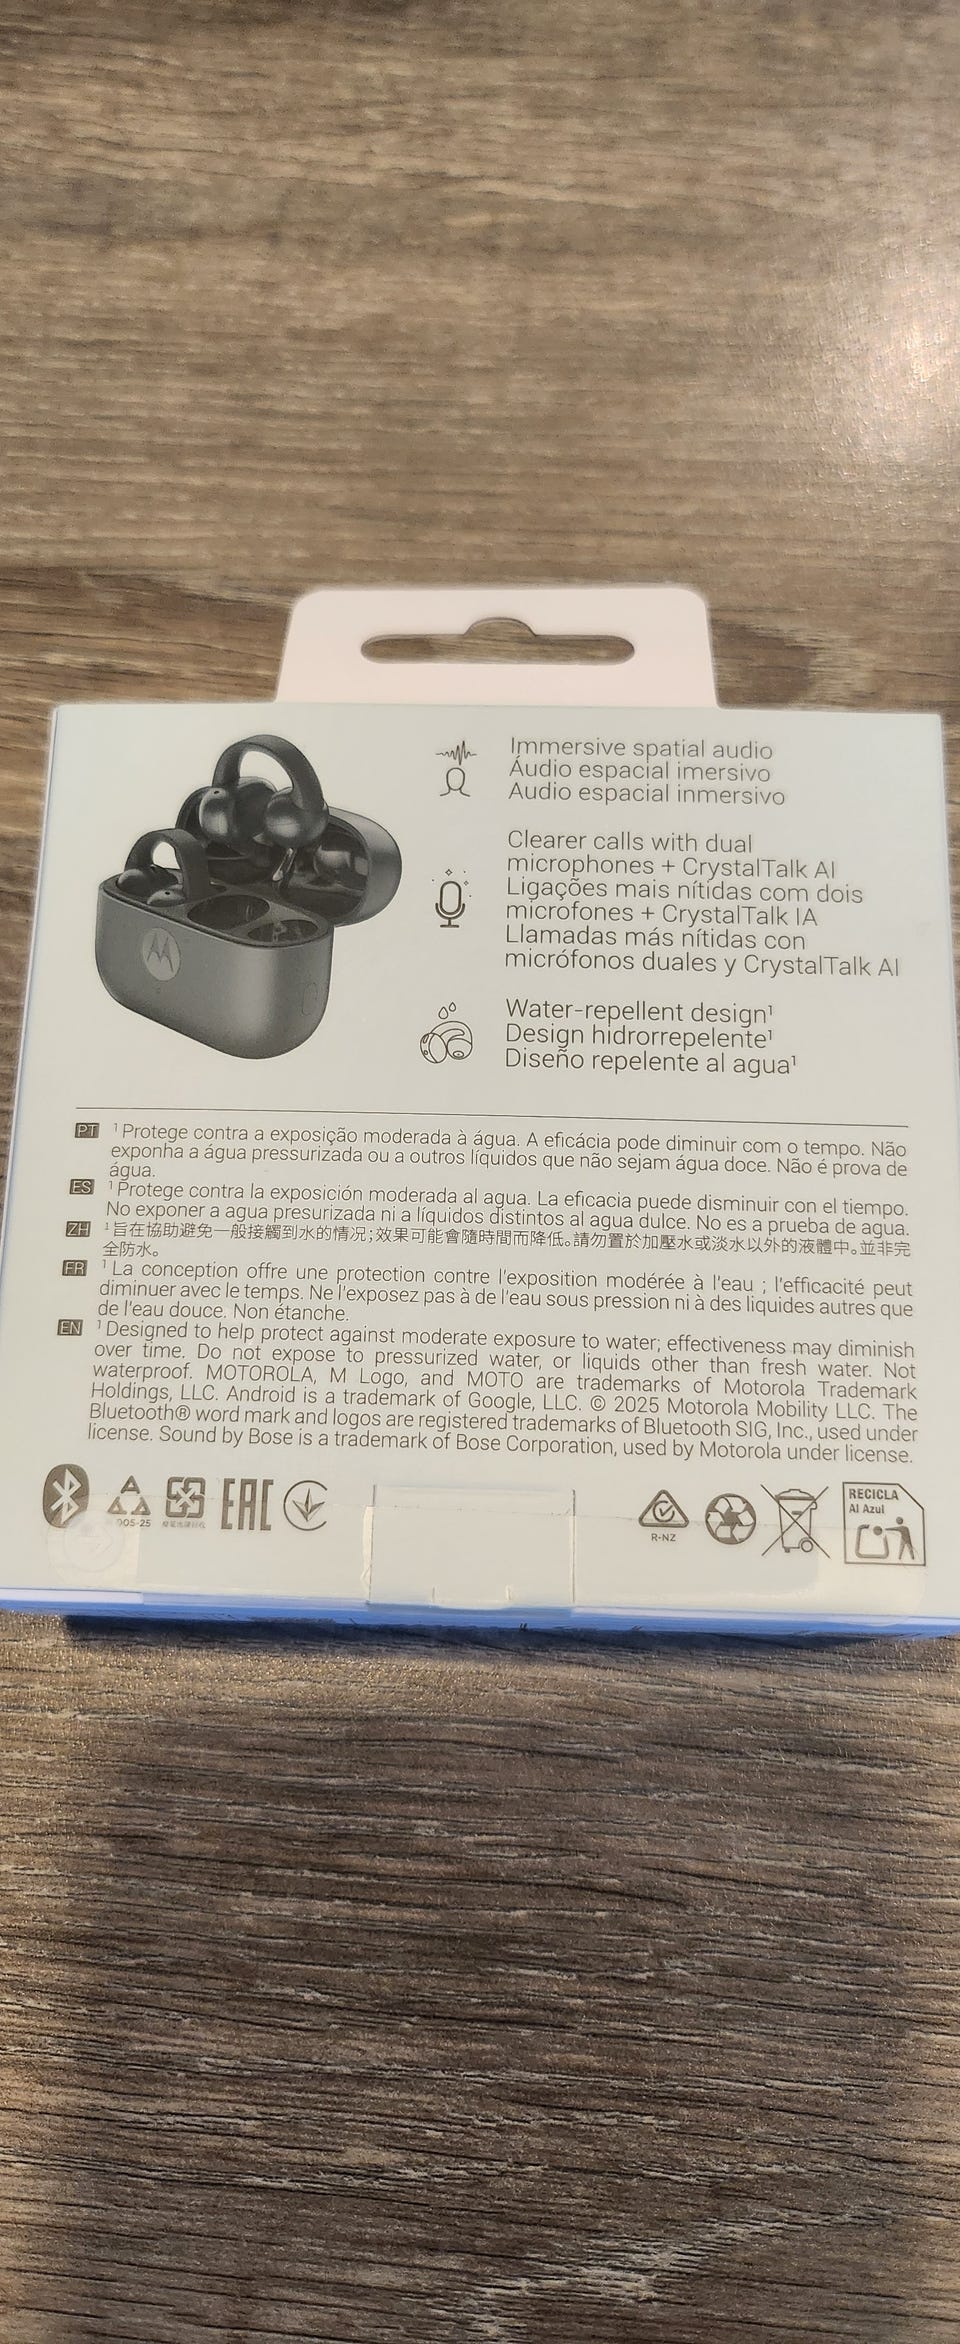 Immersive spatial audio
Áudio espacial imersivo
Audio espacial inmersivo
Clearer calls with dual
microphones + CrystalTalk AI
Ligações mais nítidas com dois
microfones + CrystalTalk IA
Llamadas más nítidas con
micrófonos duales y CrystalTalk AI
Water-repellent design¹
Design hidrorrepelente¹
Diseño repelente al agua¹
PT ¹Protege contra a exposição moderada à água. A eficácia pode diminuir com o tempo. Não
exponha a água pressurizada ou a outros líquidos que não sejam água doce. Não é prova de
água.
ES ¹Protege contra la exposición moderada al agua. La eficacia puede disminuir con el tiempo.
No exponer a agua presurizada ni a líquidos distintos al agua dulce. No es a prueba de agua.
ZH ¹旨在協助避免一般接觸到水的情況;效果可能會隨時間而降低。請勿置於加壓水或淡水以外的液體中。並非完
全防水。
FR ¹La conception offre une protection contre l'exposition modérée à l'eau ; l'efficacité peut
diminuer avec le temps. Ne l'exposez pas à de l'eau sous pression ni à des liquides autres que
de l'eau douce. Non étanche.
EN ¹Designed to help protect against moderate exposure to water; effectiveness may diminish
over time. Do not expose to pressurized water, or liquids other than fresh water. Not
waterproof. MOTOROLA, M Logo, and MOTO are trademarks of Motorola Trademark
Holdings, LLC. Android is a trademark of Google, LLC. © 2025 Motorola Mobility LLC. The
Bluetooth® word mark and logos are registered trademarks of Bluetooth SIG, Inc., used under
license. Sound by Bose is a trademark of Bose Corporation, used by Motorola under license.
EAC
R-NZ
RECICLA
Al Azul